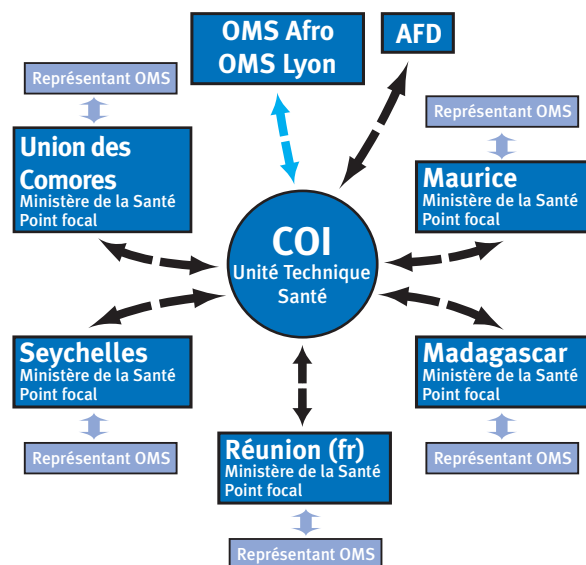 OMS Afro
OMS Lyon
AFD
Représentant OMS
Union des
Comores
Ministère de la Santé
Point focal
Représentant OMS
Maurice
Ministère de la Santé
Point focal
COI
Unité Technique
Santé
Seychelles
Ministère de la Santé
Point focal
Représentant OMS
Madagascar
Ministère de la Santé
Point focal
Représentant OMS
Réunion (fr)
Ministère de la Santé
Point focal
Représentant OMS